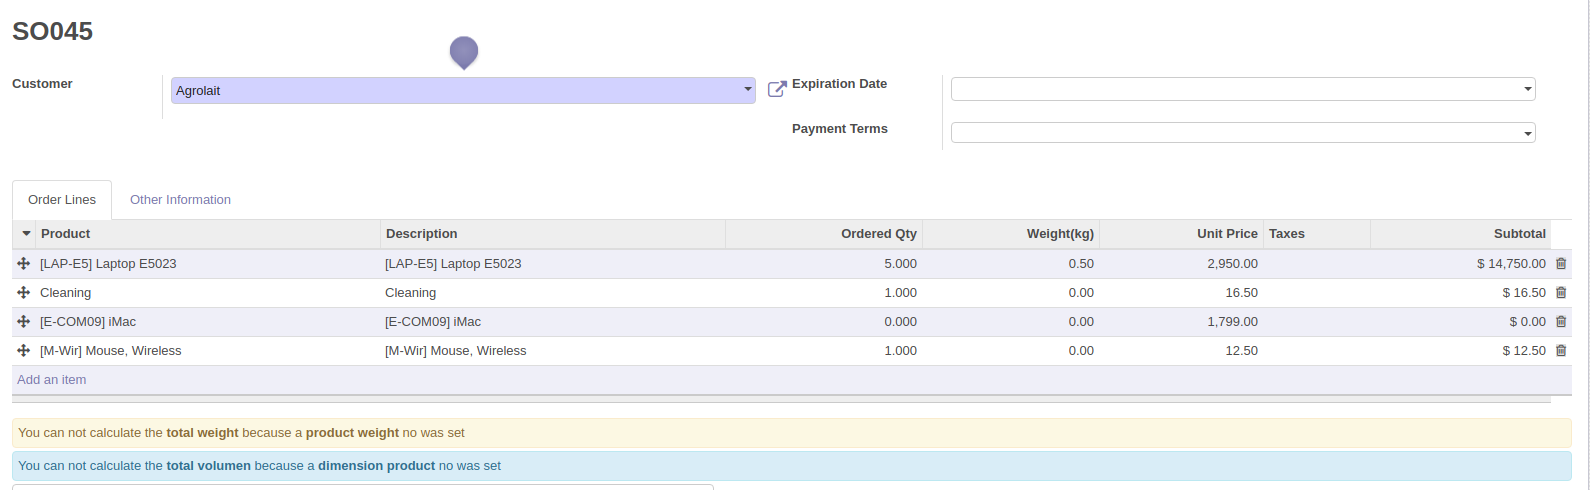 SO045
Customer
Agrolait
Expiration Date
Payment Terms
Order Lines Other Information
Product Description Ordered Qty Weight(kg) Unit Price Taxes Subtotal
[LAP-E5] Laptop E5023 [LAP-E5] Laptop E5023 5.000 0.50 2,950.00 $ 14,750.00
Cleaning Cleaning 1.000 0.00 16.50 $ 16.50
[E-COM09] iMac [E-COM09] iMac 0.000 0.00 1,799.00 $ 0.00
[M-Wir] Mouse, Wireless [M-Wir] Mouse, Wireless 1.000 0.00 12.50 $ 12.50
Add an item
You can not calculate the total weight because a product weight no was set
You can not calculate the total volumen because a dimension product no was set